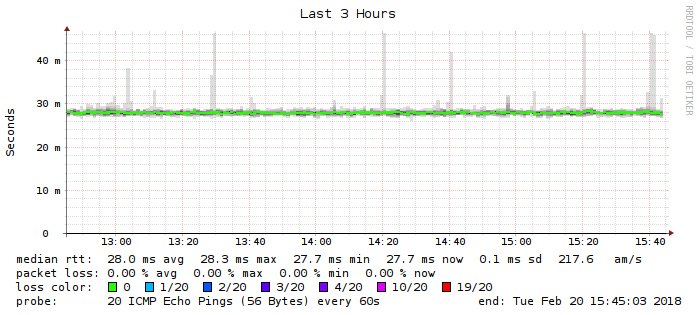 Last 3 Hours
RRDTOOL / TOBI OETIKER
Seconds
40 m
30 m
20 m
10 m
0
13:00 13:20 13:40 14:00 14:20 14:40 15:00 15:20 15:40
median rtt: 28.0 ms avg 28.3 ms max 27.7 ms min 27.7 ms now 0.1 ms sd 217.6 am/s
packet loss: 0.00 % avg 0.00 % max 0.00 % min 0.00 % now
loss color: 0 1/20 2/20 3/20 4/20 10/20 19/20
probe: 20 ICMP Echo Pings (56 Bytes) every 60s end: Tue Feb 20 15:45:03 2018